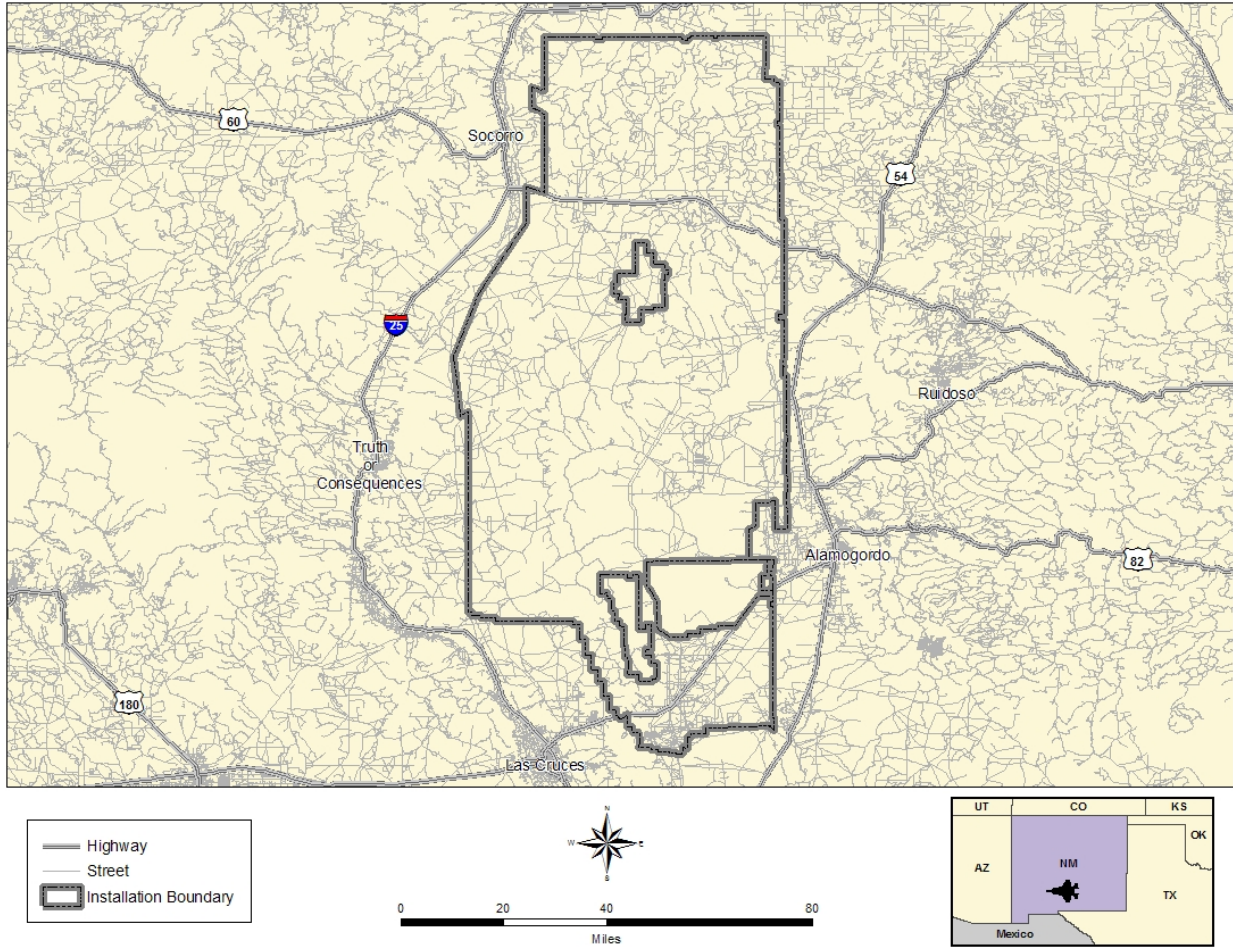 60
Socorro
54
25
Ruidoso
Truth
or
Consequences
Alamogordo
82
180
Las Cruces
Highway
Street
Installation Boundary
N
W
E
S
0
20
40
80
Miles
UT
CO
KS
OK
AZ
NM
TX
Mexico